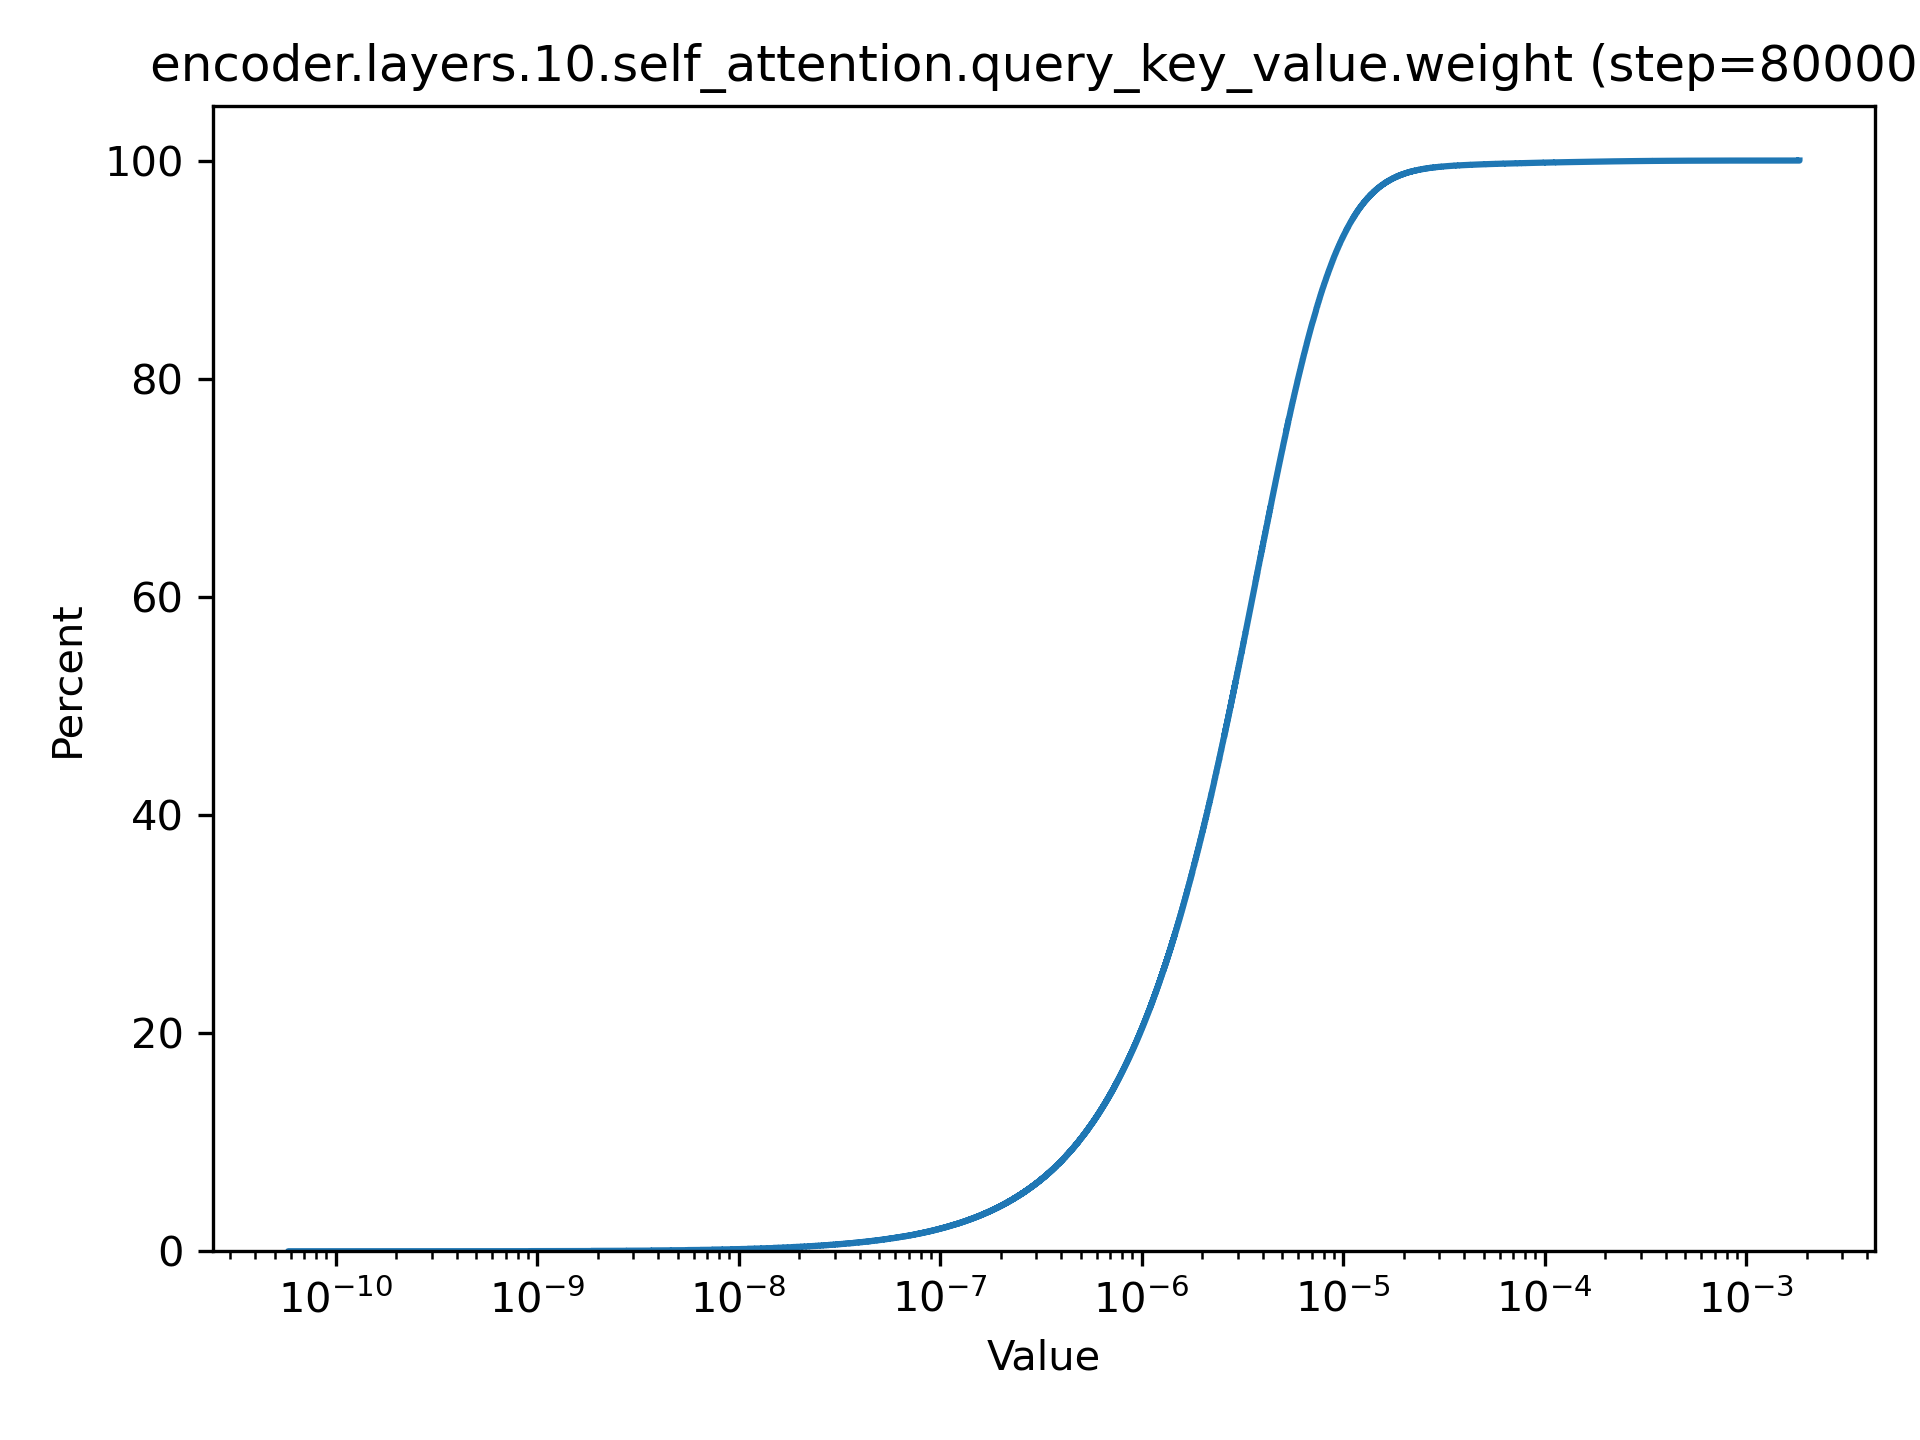 encoder.layers.10.self_attention.query_key_value.weight (step=80000
100
80
60
40
20
0
Percent
10⁻¹⁰ 10⁻⁹ 10⁻⁸ 10⁻⁷ 10⁻⁶ 10⁻⁵ 10⁻⁴ 10⁻³
Value